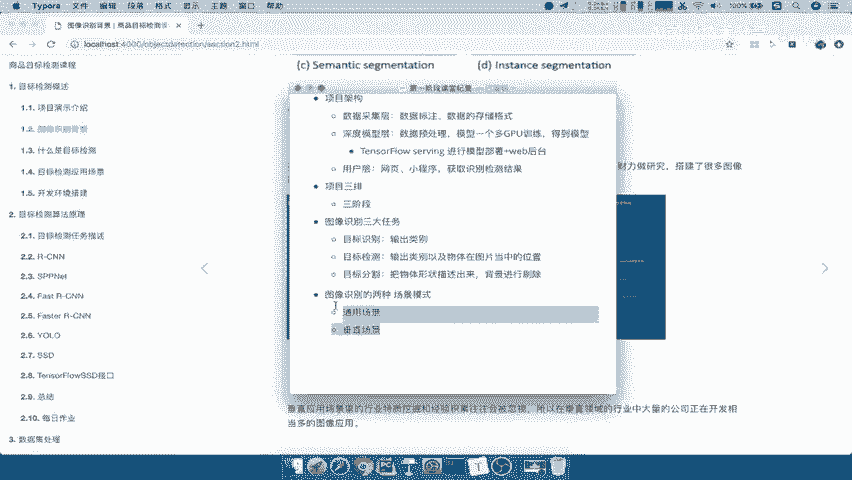 Typora 文件 编辑 段落 格式 显示 主题 窗口 帮助
100%
图像识别背景 | 商品目标检测课
localhost:4000/objectdetection/section2.html
商品目标检测课程
1. 目标检测概述
1.1. 项目演示介绍
1.2. 图像识别背景
1.3. 什么是目标检测
1.4. 目标检测应用场景
1.5. 开发环境搭建
2. 目标检测算法原理
2.1. 目标检测任务描述
2.2. R-CNN
2.3. SPPNet
2.4. Fast R-CNN
2.5. Faster R-CNN
2.6. YOLO
2.7. SSD
2.8. TensorFlowSSD接口
2.9. 总结
2.10. 每日作业
3. 数据集处理
(c) Semantic segmentation (d) Instance segmentation
项目架构
数据采集层：数据标注、数据的存储格式
深度模型层：数据预处理，模型一个多GPU训练，得到模型
TensorFlow serving 进行模型部署+web后台
用户层：网页、小程序，获取识别检测结果
项目三排
三阶段
图像识别三大任务
目标识别：输出类别
目标检测：输出类别以及物体在图片当中的位置
目标分割：把物体形状描述出来，背景进行剔除
图像识别的两种 场景模式
通用场景
垂直场景
财力做研究，搭建了很多图像
垂直应用场景里的行业特质挖掘和经验积累往往会被忽视，所以在垂直领域的行业中大量的公司正在开发相
当多的图像应用。